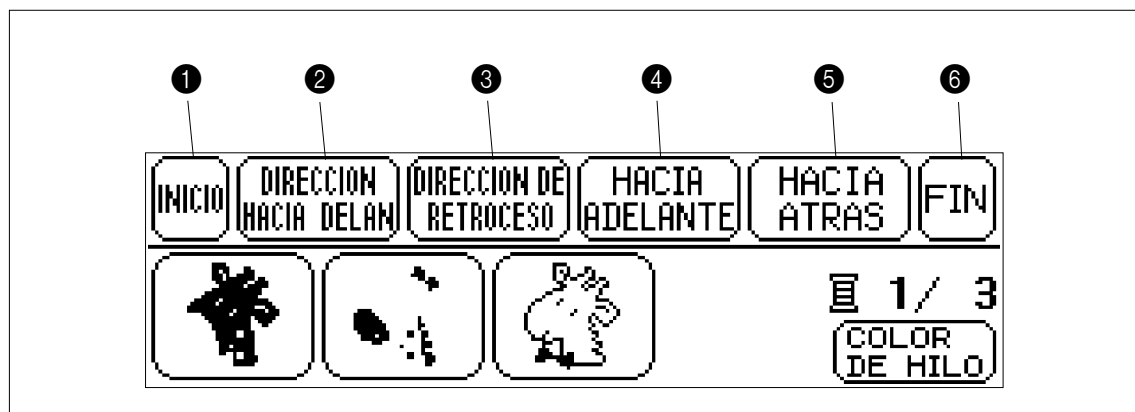 1 2 3 4 5 6
INICIO
DIRECCION
HACIA DELAN
DIRECCION DE
RETROCESO
HACIA
ADELANTE
HACIA
ATRAS
FIN
1/ 3
COLOR
DE HILO